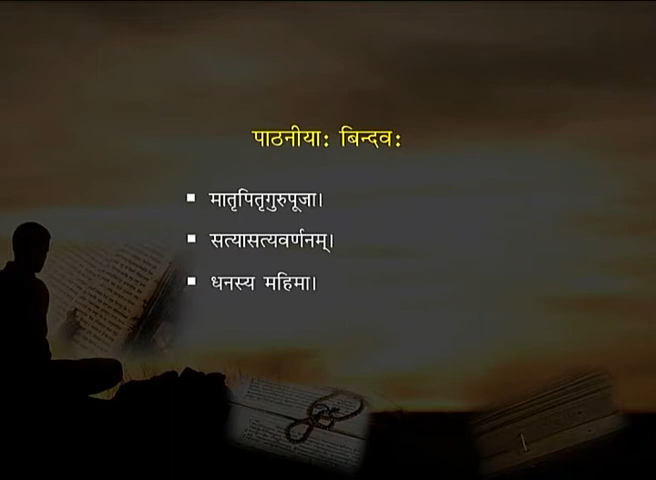 पाठनीयाः बिन्दवः
▪ मातृपितृगुरुपूजा।
▪ सत्यासत्यवर्णनम्।
▪ धनस्य महिमा।